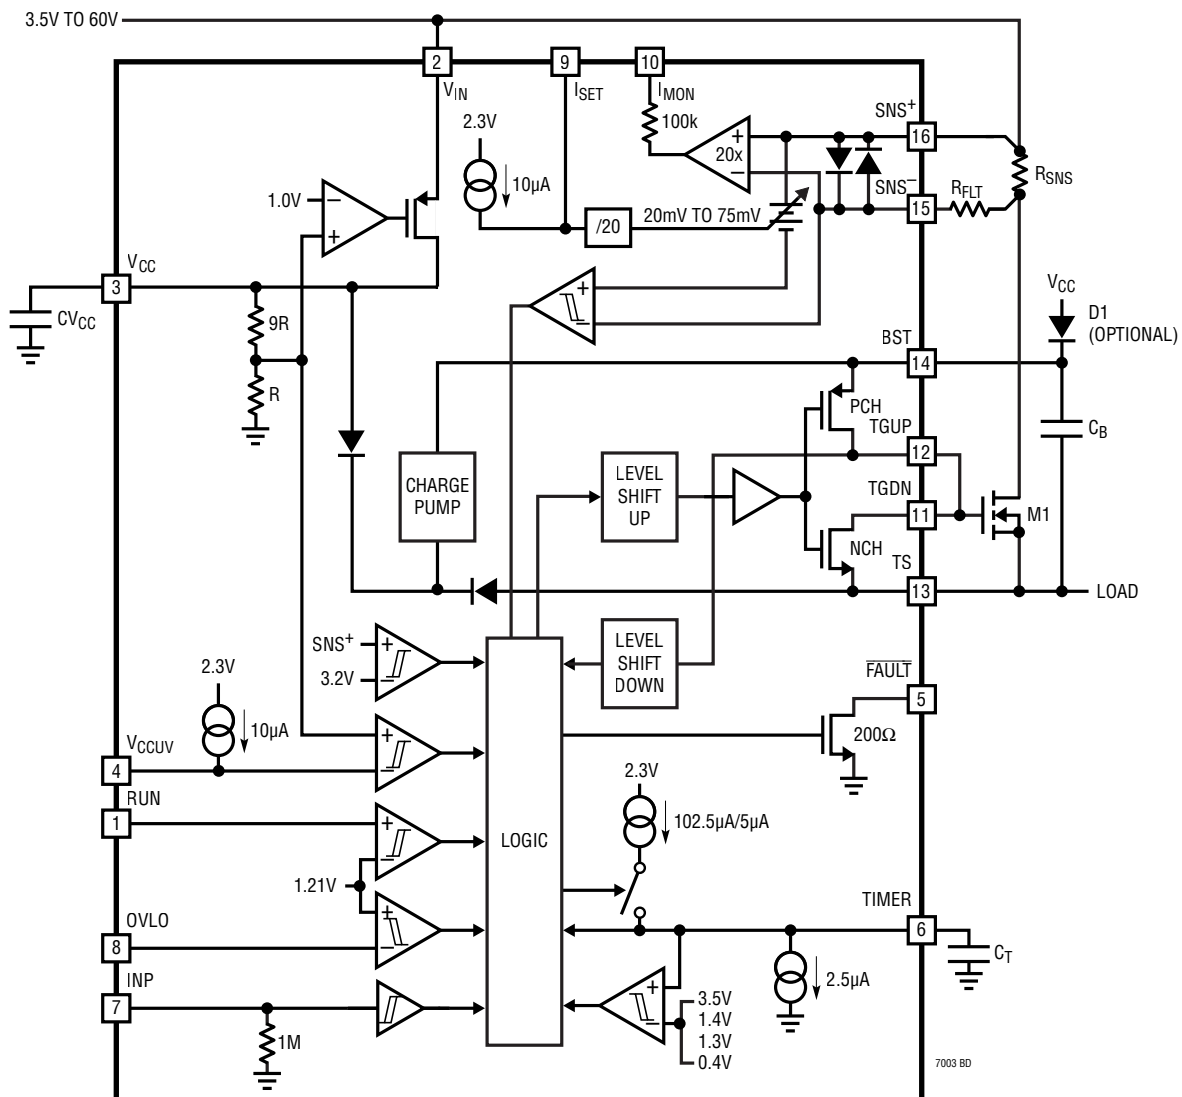 3.5V TO 60V
2
9
10
VIN
ISET
IMON
SNS+
2.3V
100k
+
20x
–
16
1.0V
–
+
10µA
SNS–
RFLT
RSNS
15
/20
20mV TO 75mV
VCC
3
CVCC
9R
R
+
–
VCC
D1
(OPTIONAL)
BST
14
PCH
TGUP
12
CB
CHARGE
PUMP
LEVEL
SHIFT
UP
TGDN
11
M1
NCH
TS
13
LOAD
SNS+
3.2V
+
–
LEVEL
SHIFT
DOWN
FAULT
5
2.3V
10µA
200Ω
VCCUV
4
+
–
RUN
1
+
–
LOGIC
2.3V
102.5µA/5µA
1.21V
OVLO
8
+
–
TIMER
6
CT
INP
7
1M
+
–
3.5V
1.4V
1.3V
0.4V
2.5µA
7003 BD